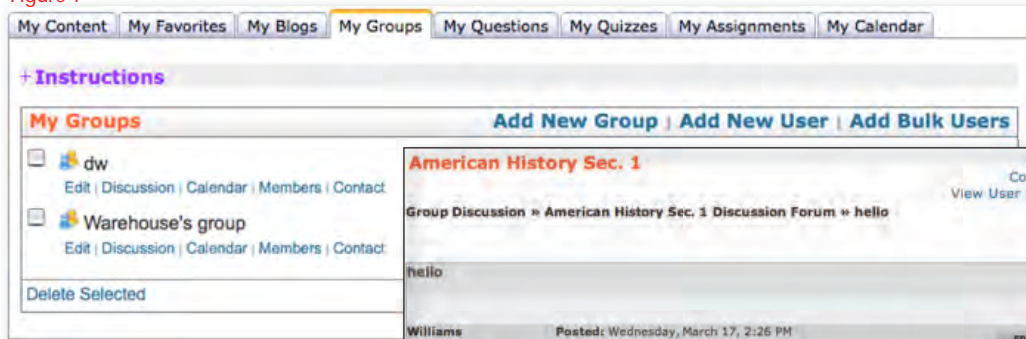 My Content My Favorites My Blogs My Groups My Questions My Quizzes My Assignments My Calendar
+ Instructions
My Groups Add New Group | Add New User | Add Bulk Users
dw
Edit | Discussion | Calendar | Members | Contact
Warehouse's group
Edit | Discussion | Calendar | Members | Contact
Delete Selected
American History Sec. 1
View User
Group Discussion » American History Sec. 1 Discussion Forum » hello
hello
Williams Posted: Wednesday, March 17, 2:26 PM